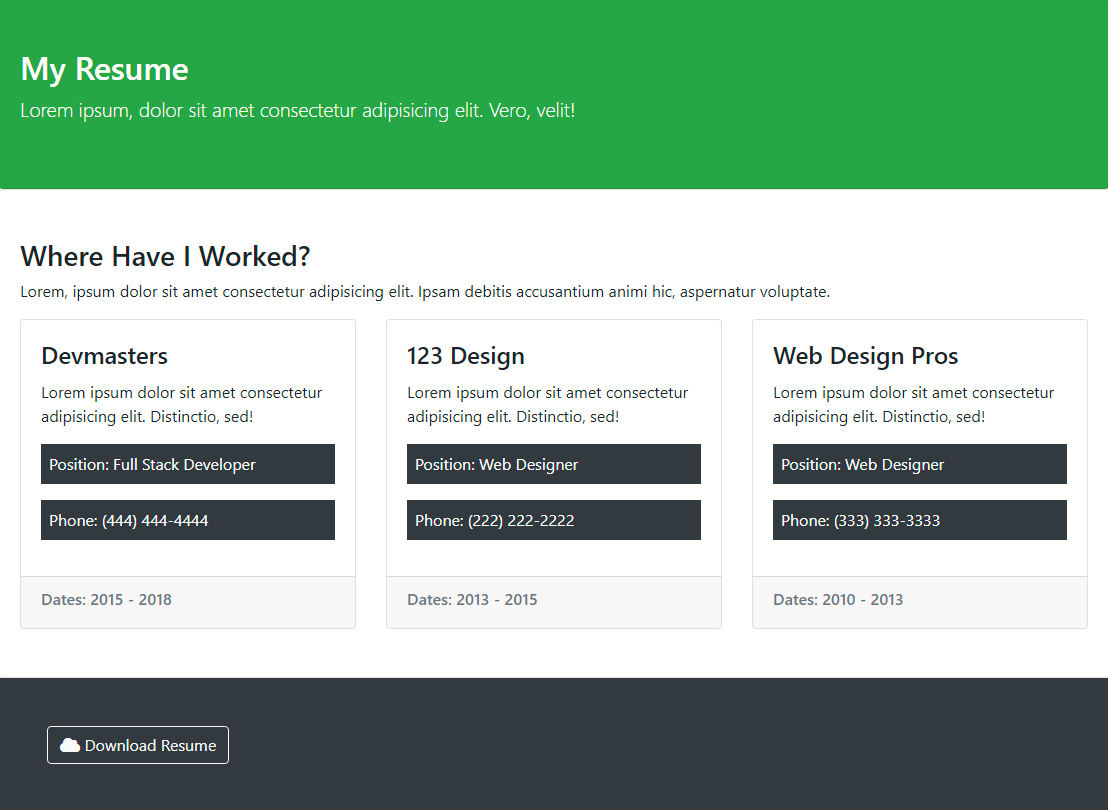 My Resume
Lorem ipsum, dolor sit amet consectetur adipisicing elit. Vero, velit!
Where Have I Worked?
Lorem, ipsum dolor sit amet consectetur adipisicing elit. Ipsam debitis accusantium animi hic, aspernatur voluptate.
Devmasters
Lorem ipsum dolor sit amet consectetur
adipisicing elit. Distinctio, sed!
Position: Full Stack Developer
Phone: (444) 444-4444
Dates: 2015 - 2018
123 Design
Lorem ipsum dolor sit amet consectetur
adipisicing elit. Distinctio, sed!
Position: Web Designer
Phone: (222) 222-2222
Dates: 2013 - 2015
Web Design Pros
Lorem ipsum dolor sit amet consectetur
adipisicing elit. Distinctio, sed!
Position: Web Designer
Phone: (333) 333-3333
Dates: 2010 - 2013
Download Resume